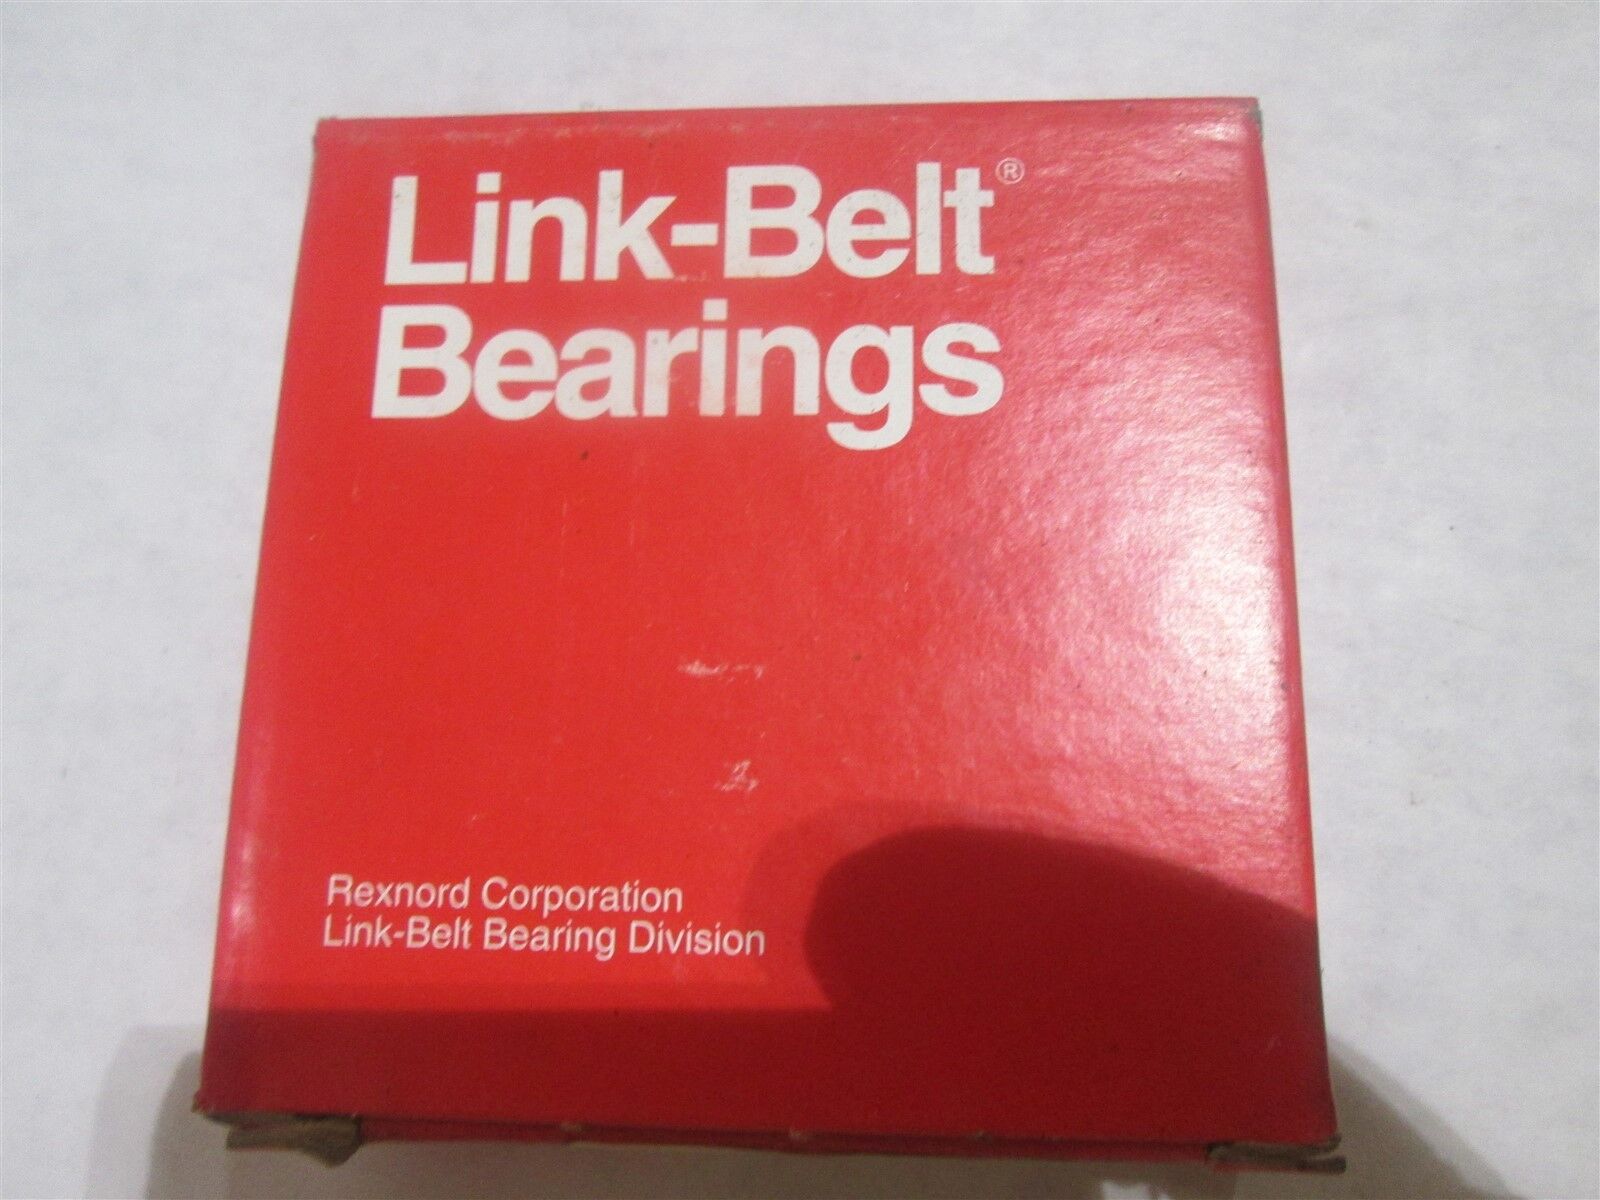 Link-Belt®
Bearings
Rexnord Corporation
Link-Belt Bearing Division